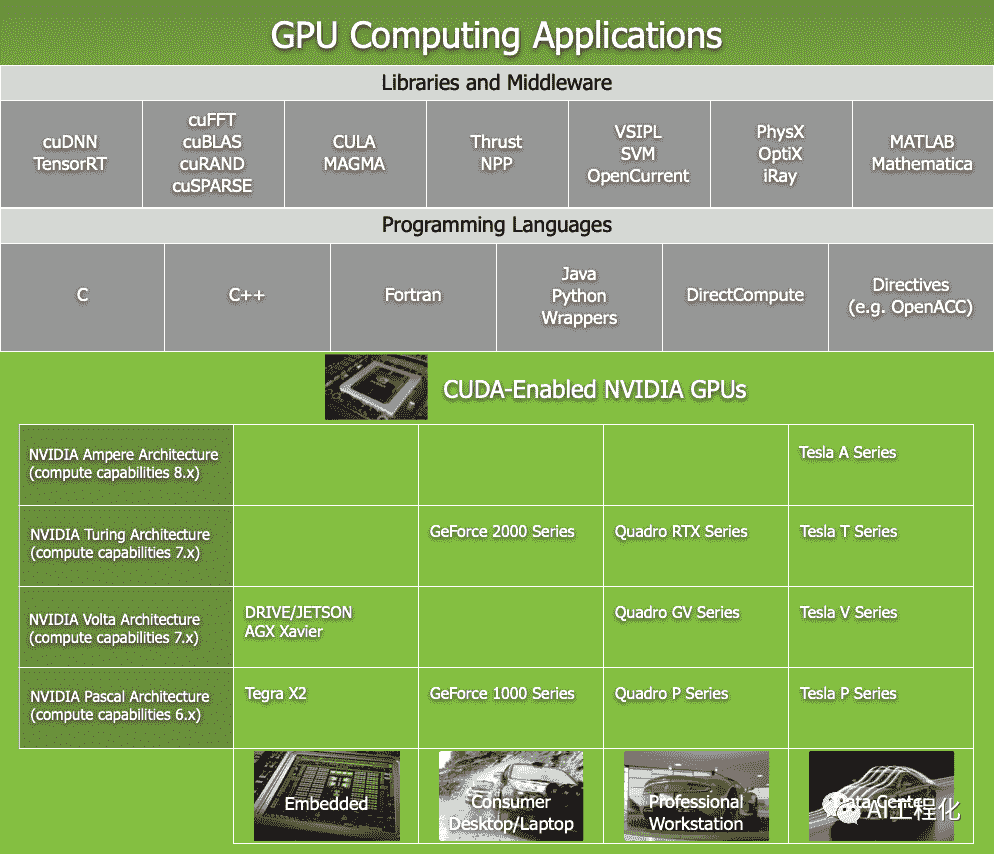 GPU Computing Applications
Libraries and Middleware
cuDNN
TensorRT
cuFFT
cuBLAS
cuRAND
cuSPARSE
CULA
MAGMA
Thrust
NPP
VSIPL
SVM
OpenCurrent
PhysX
OptiX
iRay
MATLAB
Mathematica
Programming Languages
C
C++
Fortran
Java
Python
Wrappers
DirectCompute
Directives
(e.g. OpenACC)
CUDA-Enabled NVIDIA GPUs
NVIDIA Ampere Architecture
(compute capabilities 8.x)
Tesla A Series
NVIDIA Turing Architecture
(compute capabilities 7.x)
GeForce 2000 Series
Quadro RTX Series
Tesla T Series
NVIDIA Volta Architecture
(compute capabilities 7.x)
DRIVE/JETSON
AGX Xavier
Quadro GV Series
Tesla V Series
NVIDIA Pascal Architecture
(compute capabilities 6.x)
Tegra X2
GeForce 1000 Series
Quadro P Series
Tesla P Series
Embedded
Consumer
Desktop/Laptop
Professional
Workstation
Data Center
AI工程化